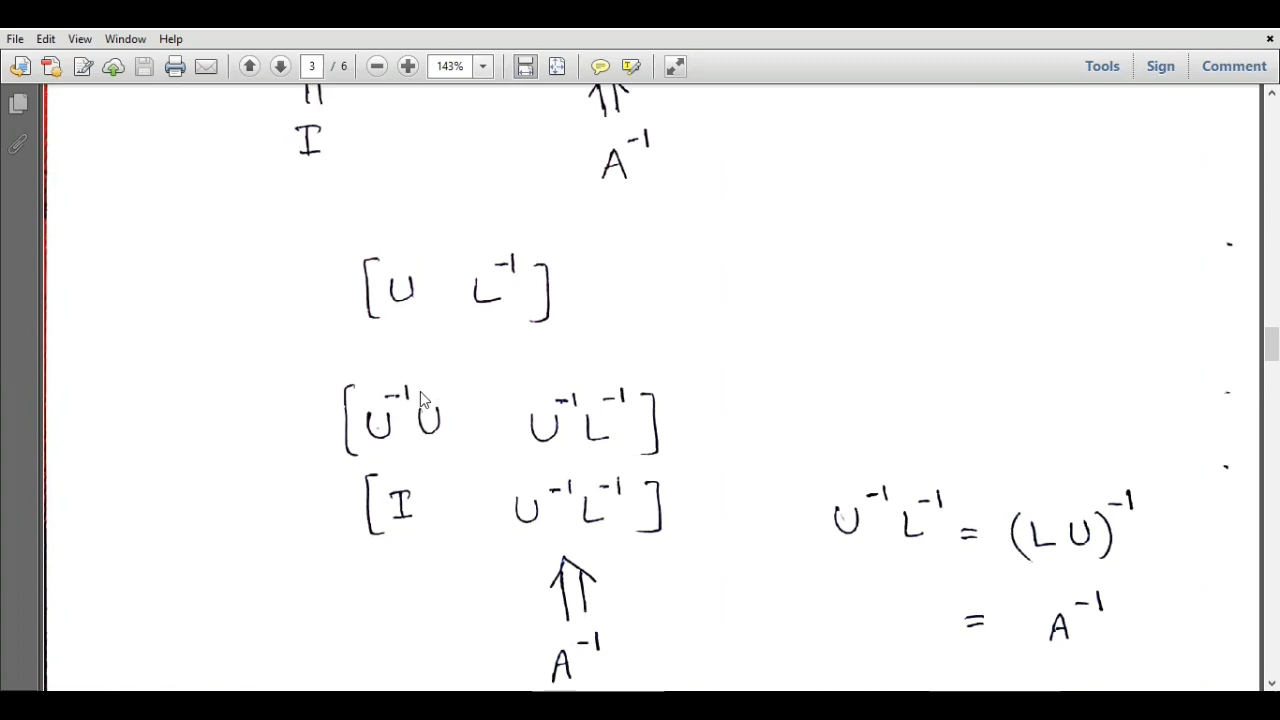 File Edit View Window Help
3 / 6 143% Tools Sign Comment
I A⁻¹
[U L⁻¹]
[U⁻¹U U⁻¹L⁻¹]
[I U⁻¹L⁻¹]
U⁻¹L⁻¹ = (LU)⁻¹
= A⁻¹
A⁻¹